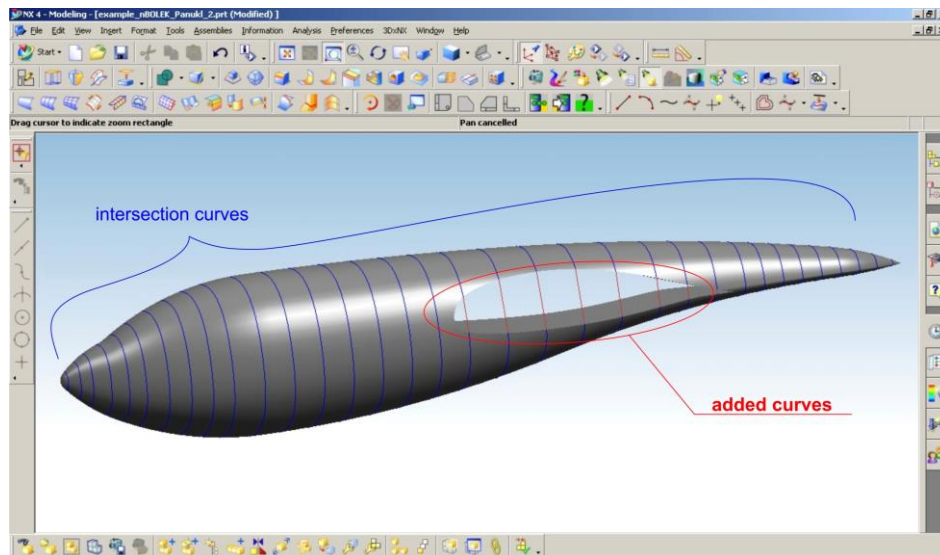 NX 4 - Modeling - [example_nBOLEK_Panukl_2.prt (Modified) ]
File Edit View Insert Format Tools Assemblies Information Analysis Preferences 3DxNX Window Help
Start
Drag cursor to indicate zoom rectangle Pan cancelled
intersection curves
added curves